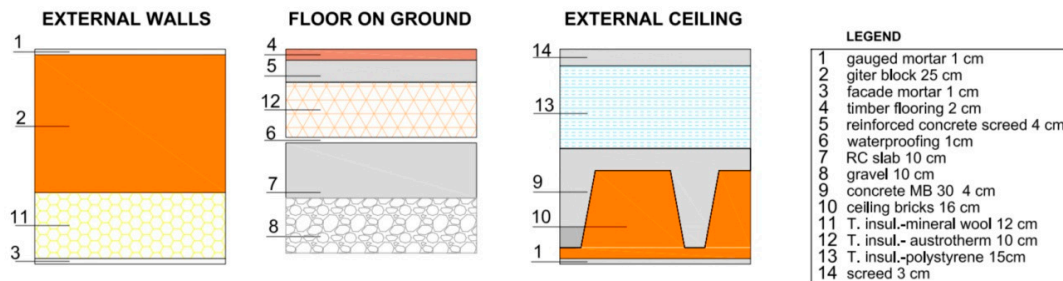 EXTERNAL WALLS
FLOOR ON GROUND
EXTERNAL CEILING
1
2
11
3
4
5
12
6
7
8
14
13
9
10
1
LEGEND
1 gauged mortar 1 cm
2 giter block 25 cm
3 facade mortar 1 cm
4 timber flooring 2 cm
5 reinforced concrete screed 4 cm
6 waterproofing 1cm
7 RC slab 10 cm
8 gravel 10 cm
9 concrete MB 30 4 cm
10 ceiling bricks 16 cm
11 T. insul.-mineral wool 12 cm
12 T. insul.- austrotherm 10 cm
13 T. insul.-polystyrene 15cm
14 screed 3 cm